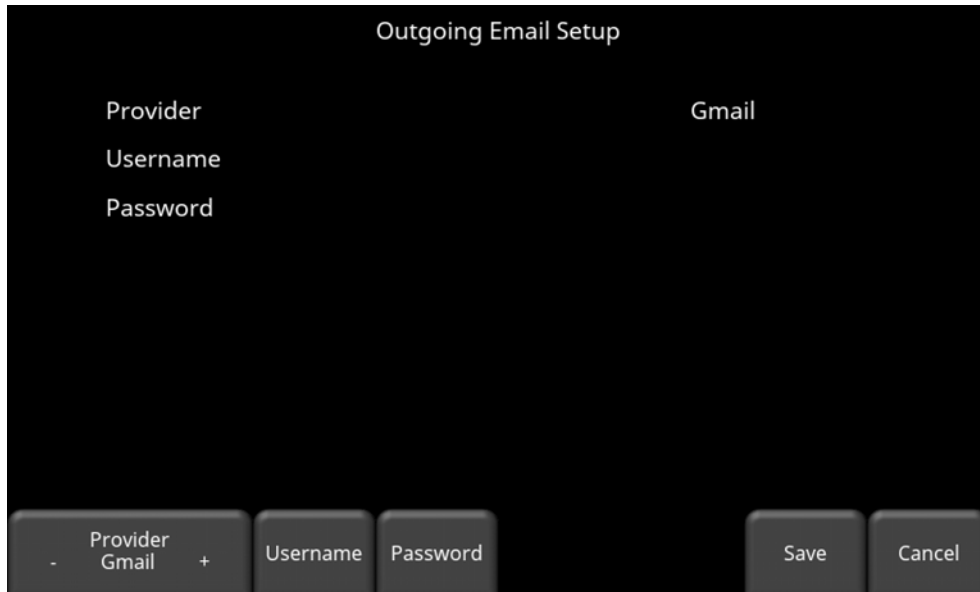 Outgoing Email Setup
Provider Gmail
Username
Password
Provider
- Gmail +
Username
Password
Save
Cancel